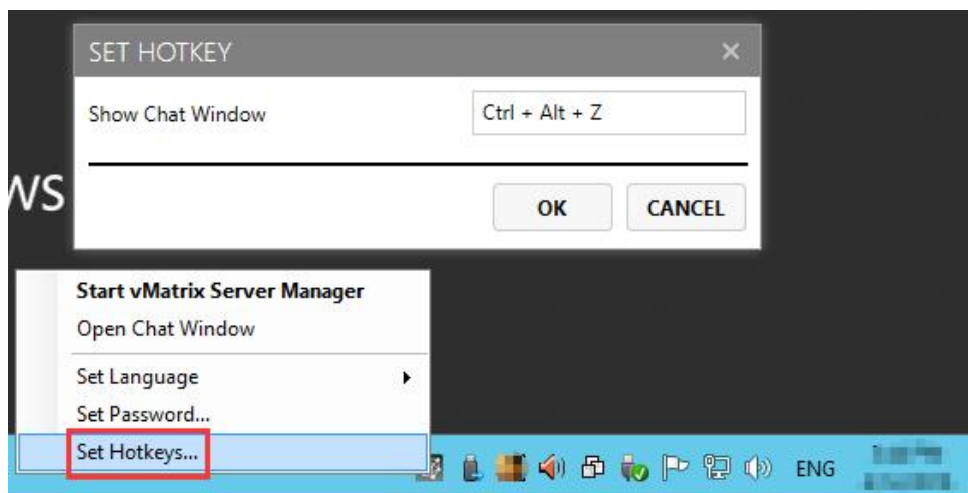 SET HOTKEY
Show Chat Window
Ctrl + Alt + Z
OK
CANCEL
Start vMatrix Server Manager
Open Chat Window
Set Language
Set Password...
Set Hotkeys...
ENG